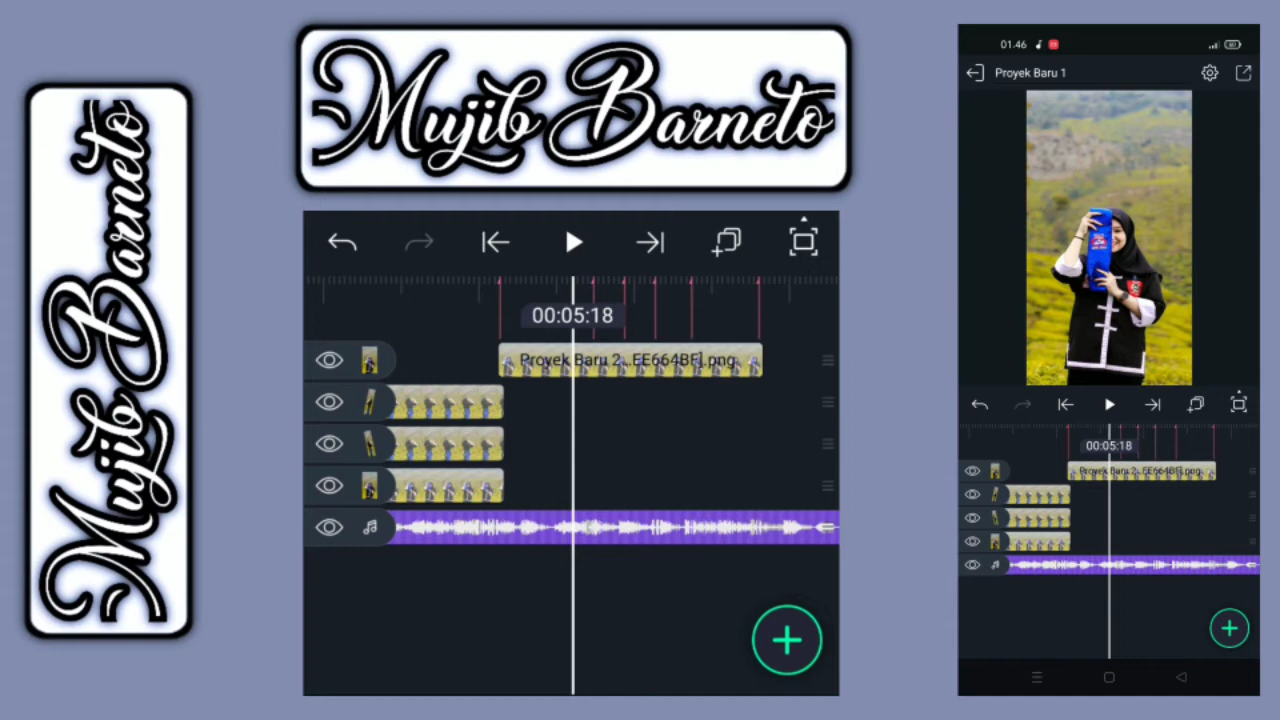 Mujib Barneto
Mujib Barneto
00:05:18
Proyek Baru 2...EE664BF].png
01.46
Proyek Baru 1
00:05:18
Proyek Baru 2...EE664BF].png